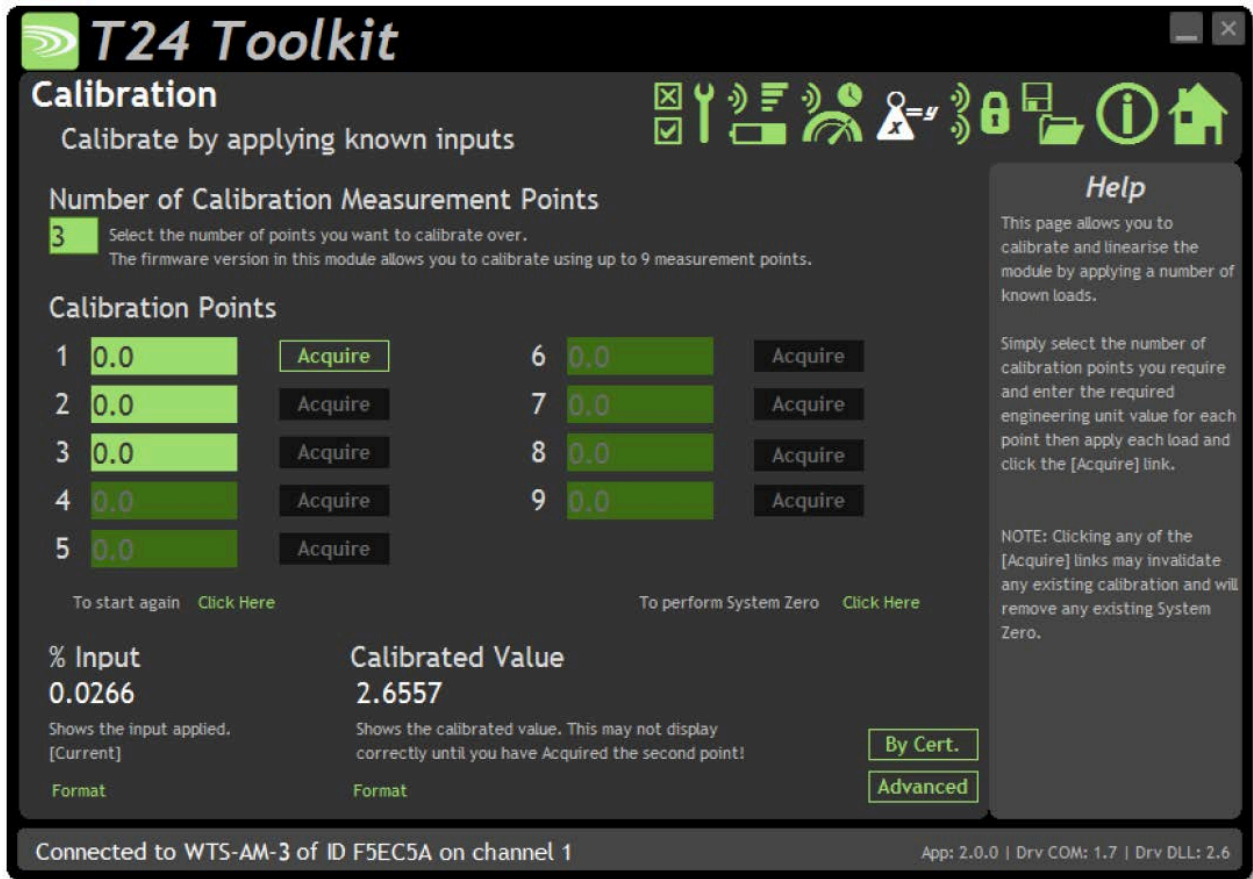 T24 Toolkit
Calibration
Calibrate by applying known inputs
x=y
Number of Calibration Measurement Points
3
Select the number of points you want to calibrate over.
The firmware version in this module allows you to calibrate using up to 9 measurement points.
Calibration Points
1 0.0 Acquire
2 0.0 Acquire
3 0.0 Acquire
4 0.0 Acquire
5 0.0 Acquire
6 0.0 Acquire
7 0.0 Acquire
8 0.0 Acquire
9 0.0 Acquire
To start again Click Here
To perform System Zero Click Here
% Input
0.0266
Shows the input applied.
[Current]
Format
Calibrated Value
2.6557
Shows the calibrated value. This may not display
correctly until you have Acquired the second point!
Format
By Cert.
Advanced
Help
This page allows you to
calibrate and linearise the
module by applying a number of
known loads.
Simply select the number of
calibration points you require
and enter the required
engineering unit value for each
point then apply each load and
click the [Acquire] link.
NOTE: Clicking any of the
[Acquire] links may invalidate
any existing calibration and will
remove any existing System
Zero.
Connected to WTS-AM-3 of ID F5EC5A on channel 1
App: 2.0.0 | Drv COM: 1.7 | Drv DLL: 2.6